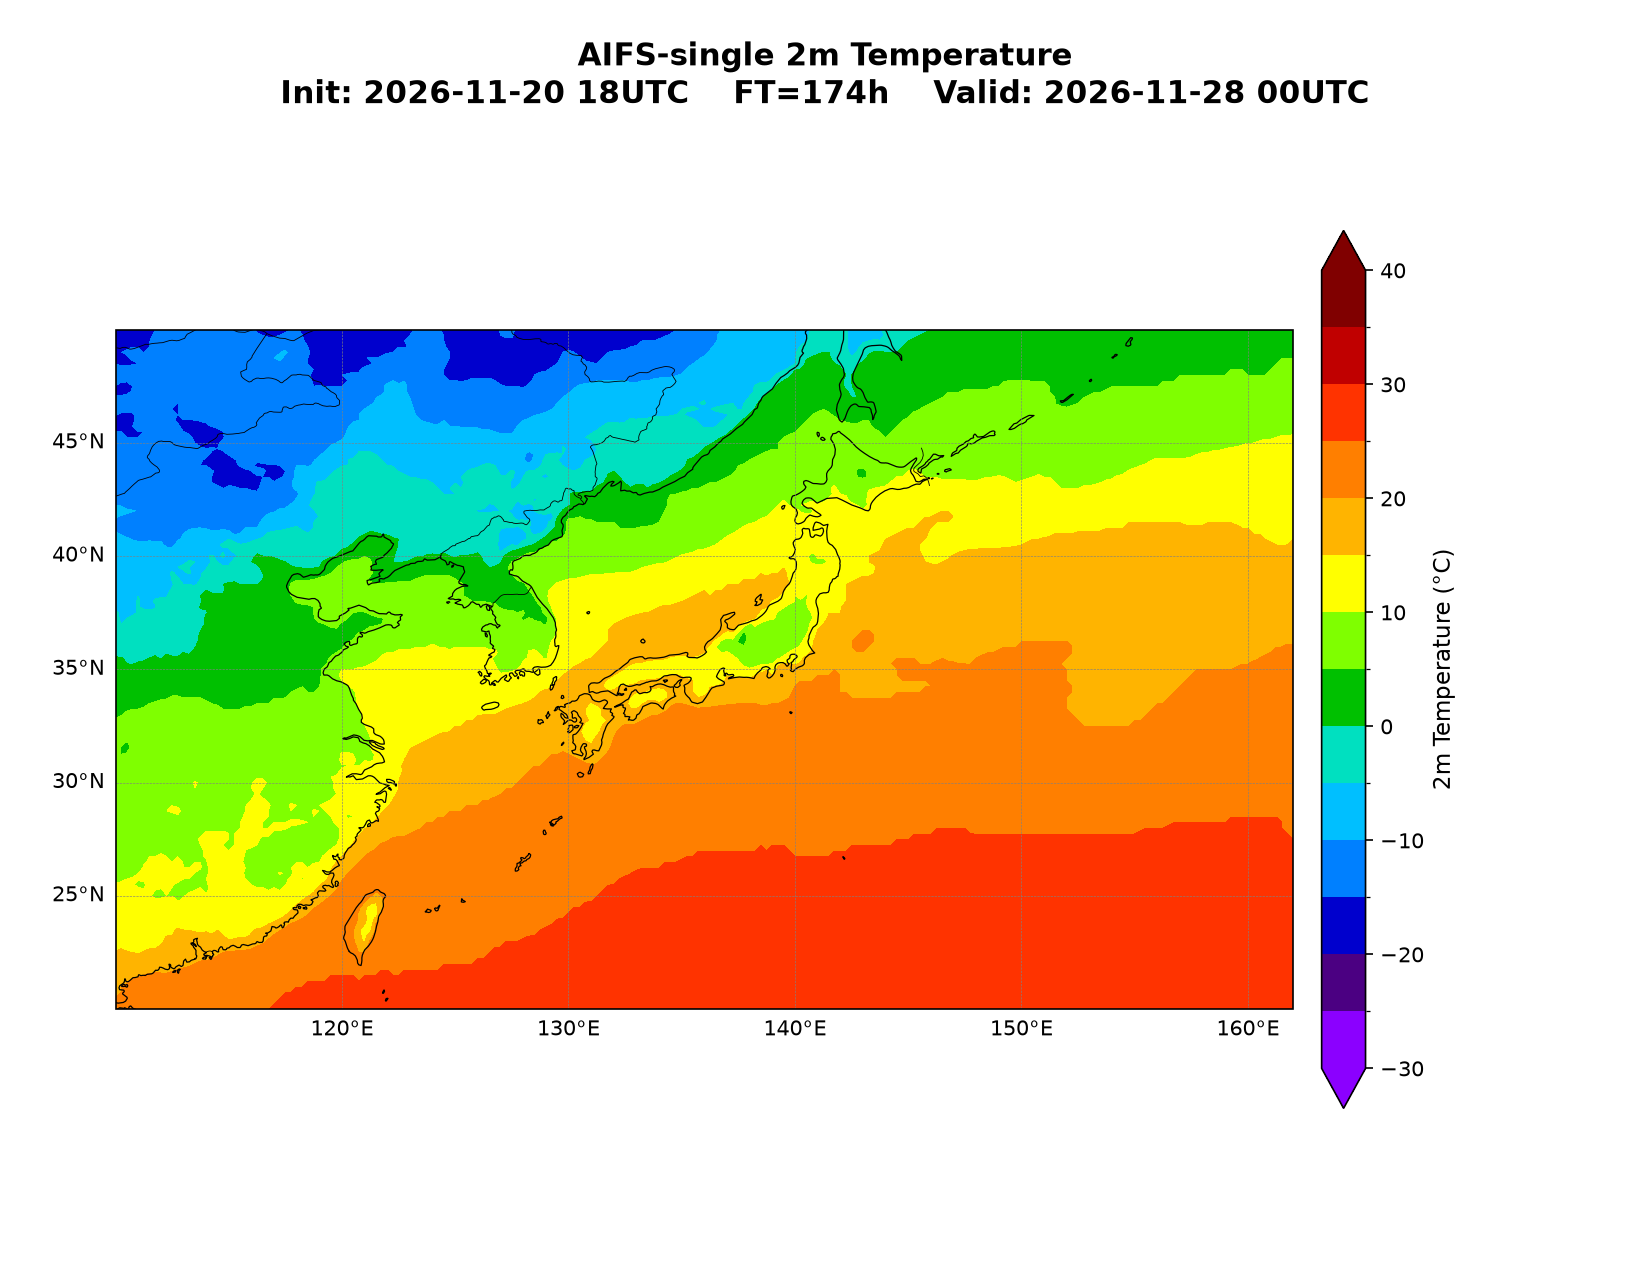 AIFS-single 2m Temperature
Init: 2026-11-20 18UTC    FT=174h    Valid: 2026-11-28 00UTC
45°N
40°N
35°N
30°N
25°N
120°E
130°E
140°E
150°E
160°E
40
30
20
10
0
−10
−20
−30
2m Temperature (°C)